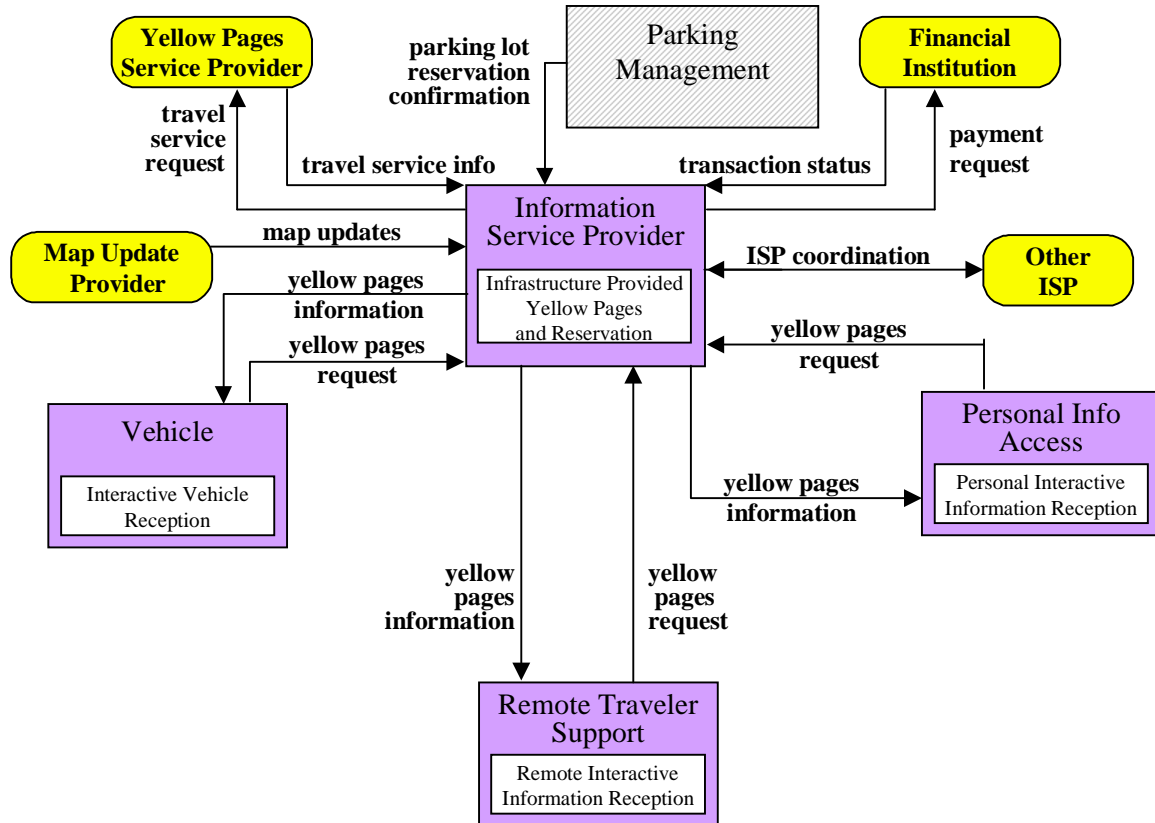 Yellow Pages
Service Provider
parking lot
reservation
confirmation
Parking
Management
Financial
Institution
travel
service
request
travel service info
transaction status
payment
request
Information
Service Provider
Map Update
Provider
map updates
ISP coordination
Other
ISP
Infrastructure Provided
Yellow Pages
and Reservation
yellow pages
information
yellow pages
request
yellow pages
request
Vehicle
Interactive Vehicle
Reception
Personal Info
Access
Personal Interactive
Information Reception
yellow pages
information
yellow
pages
information
yellow
pages
request
Remote Traveler
Support
Remote Interactive
Information Reception